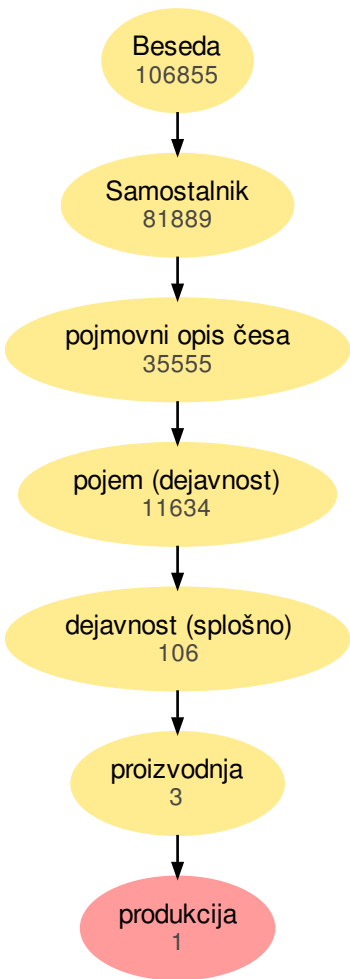 Beseda
106855
Samostalnik
81889
pojmovni opis česa
35555
pojem (dejavnost)
11634
dejavnost (splošno)
106
proizvodnja
3
produkcija
1